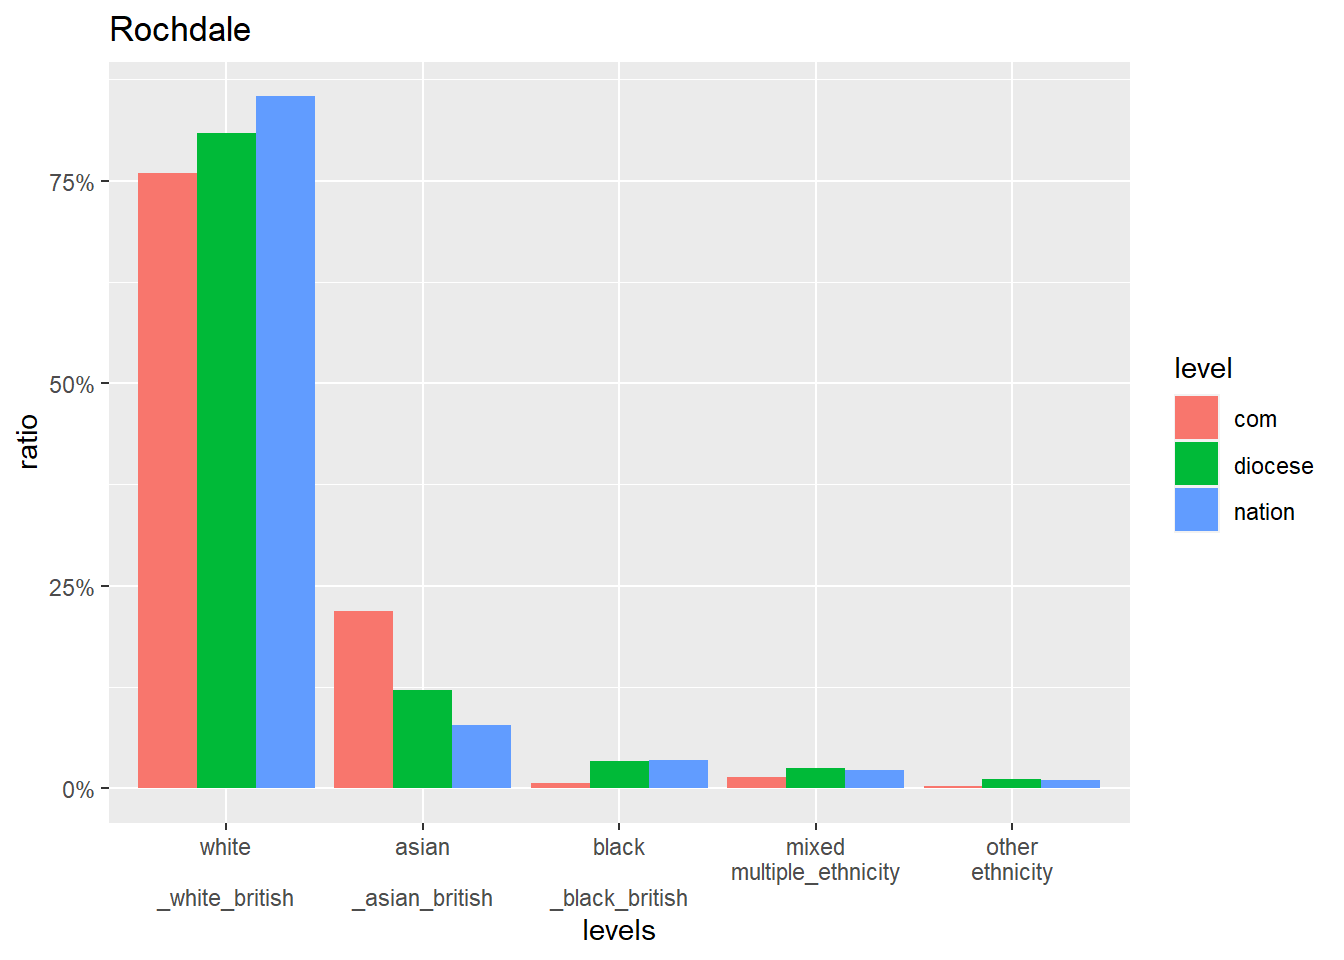 Rochdale
75%
50%
25%
0%
ratio
white
_white_british
asian
_asian_british
black
_black_british
mixed
multiple_ethnicity
other
ethnicity
levels
level
com
diocese
nation